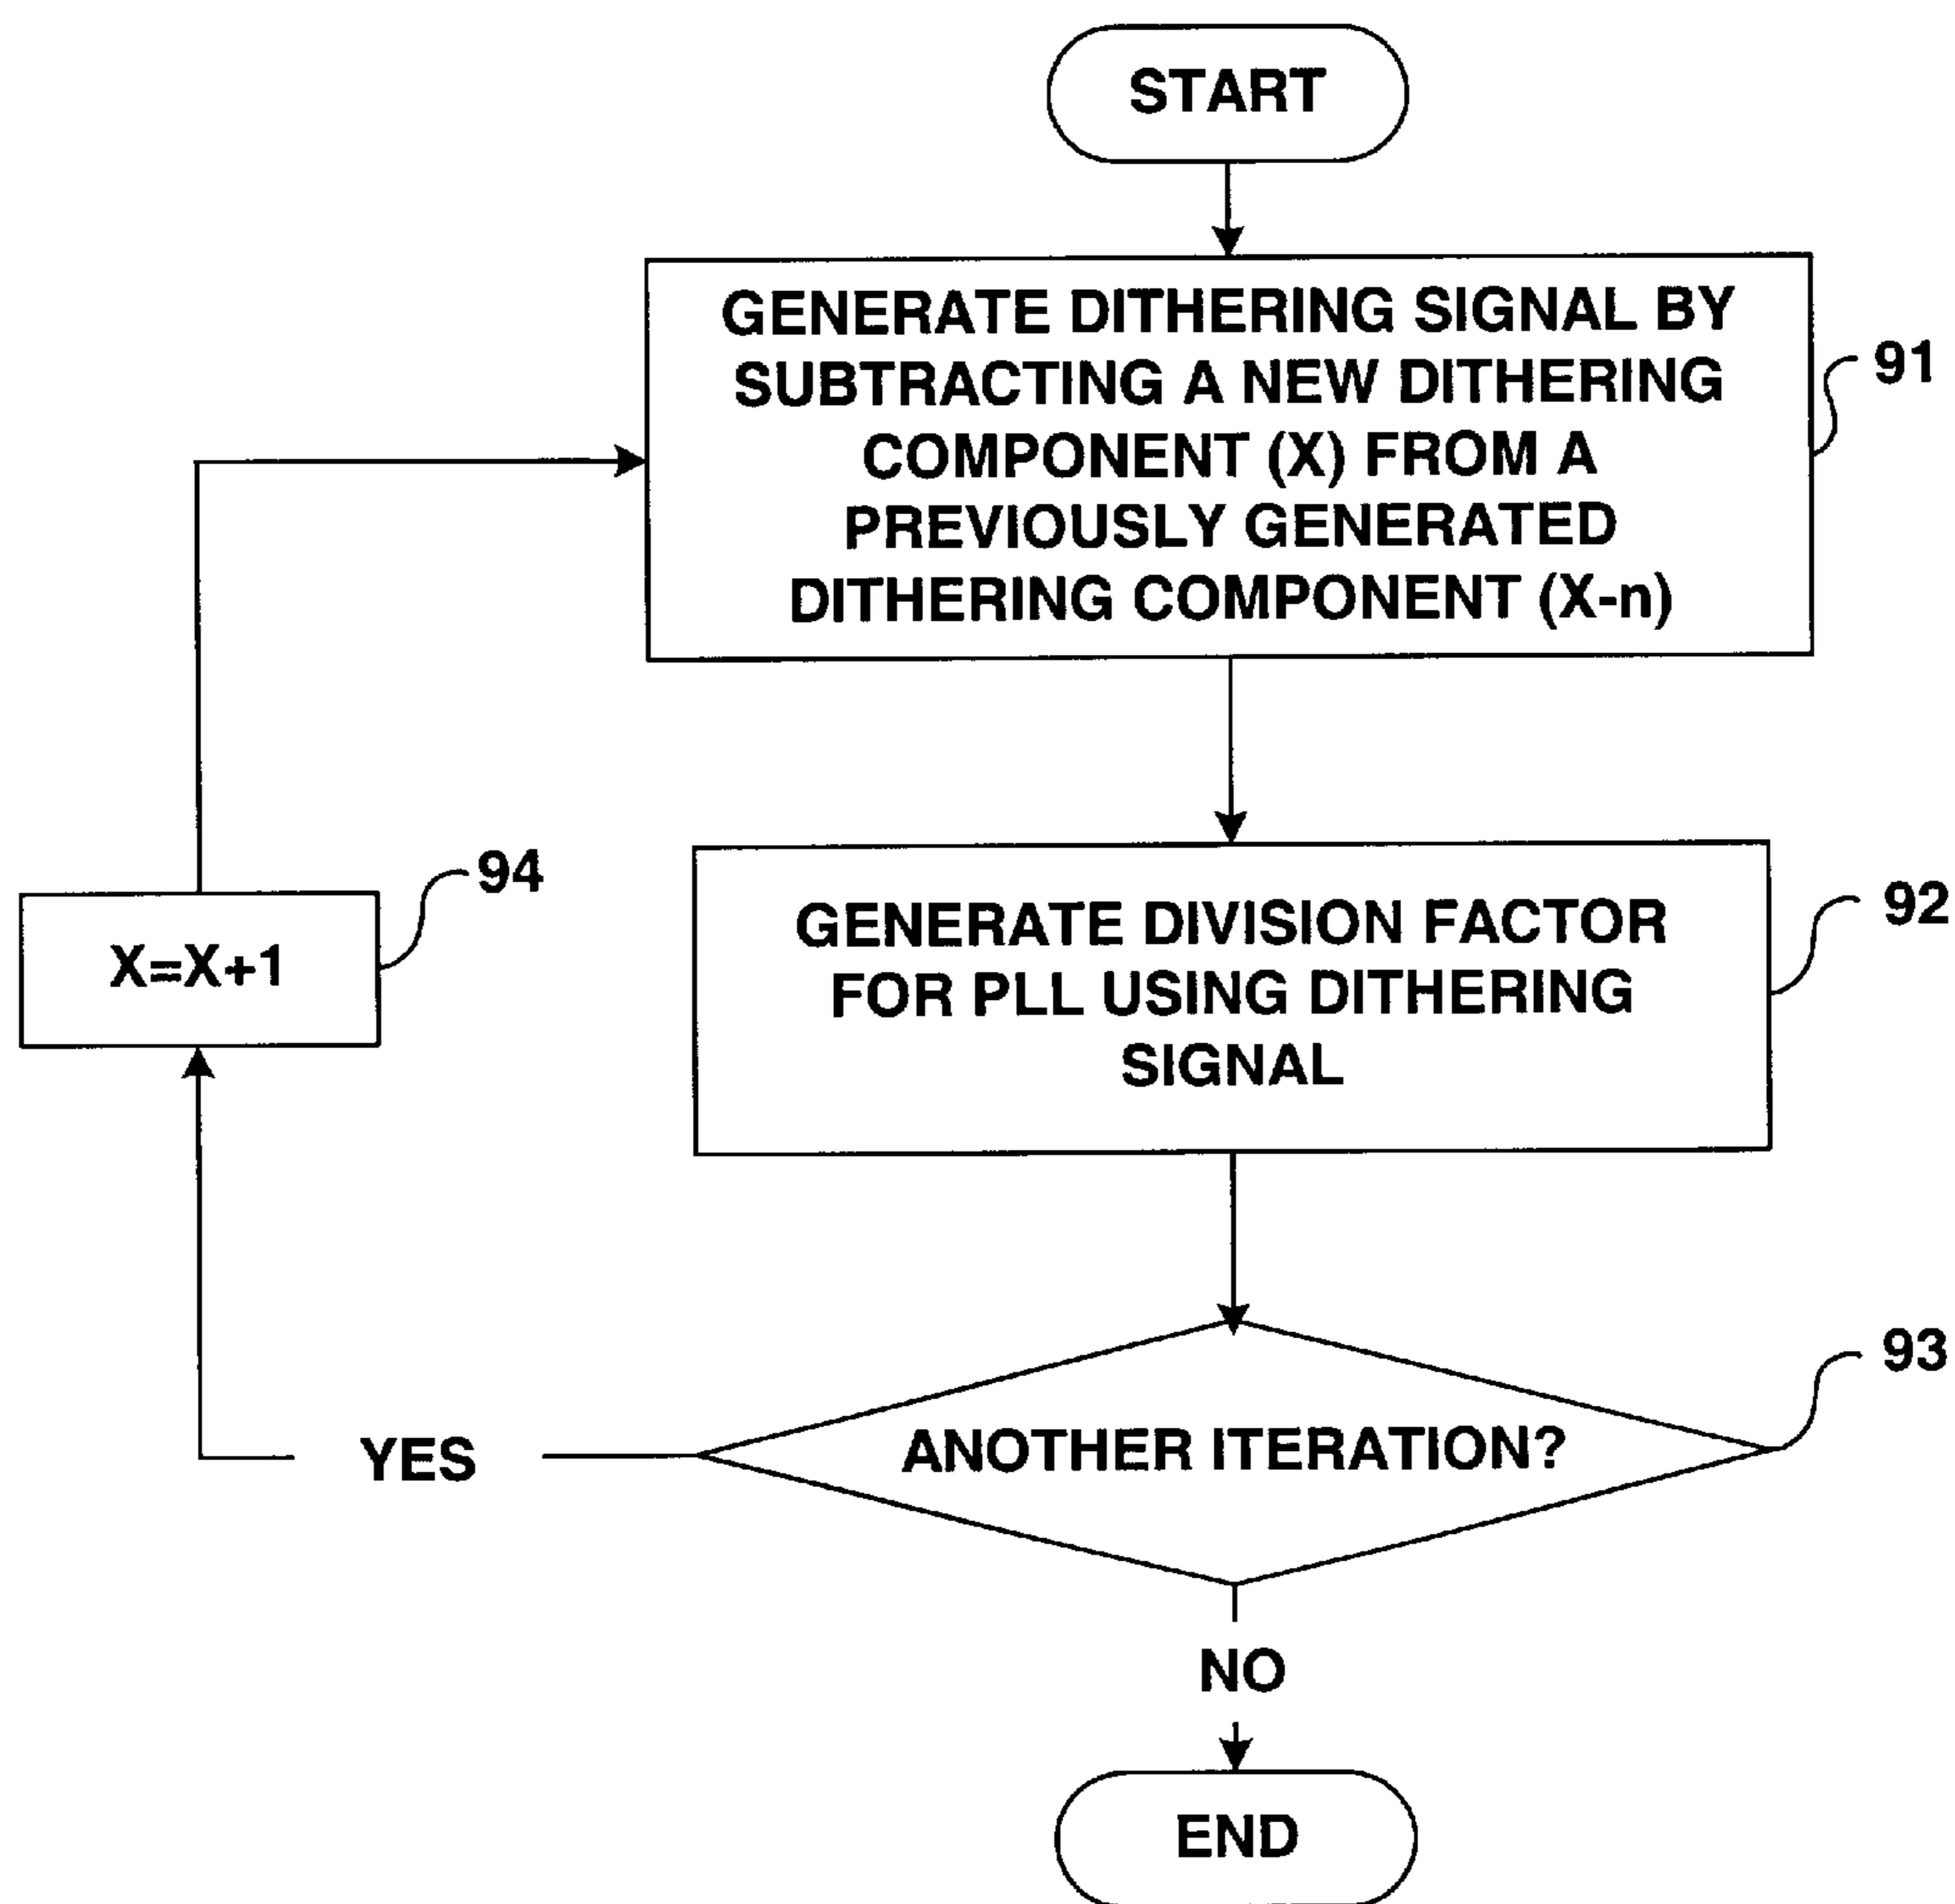 START
GENERATE DITHERING SIGNAL BY
SUBTRACTING A NEW DITHERING
COMPONENT (X) FROM A
PREVIOUSLY GENERATED
DITHERING COMPONENT (X-n)
91
94
X=X+1
GENERATE DIVISION FACTOR
FOR PLL USING DITHERING
SIGNAL
92
93
ANOTHER ITERATION?
YES
NO
END